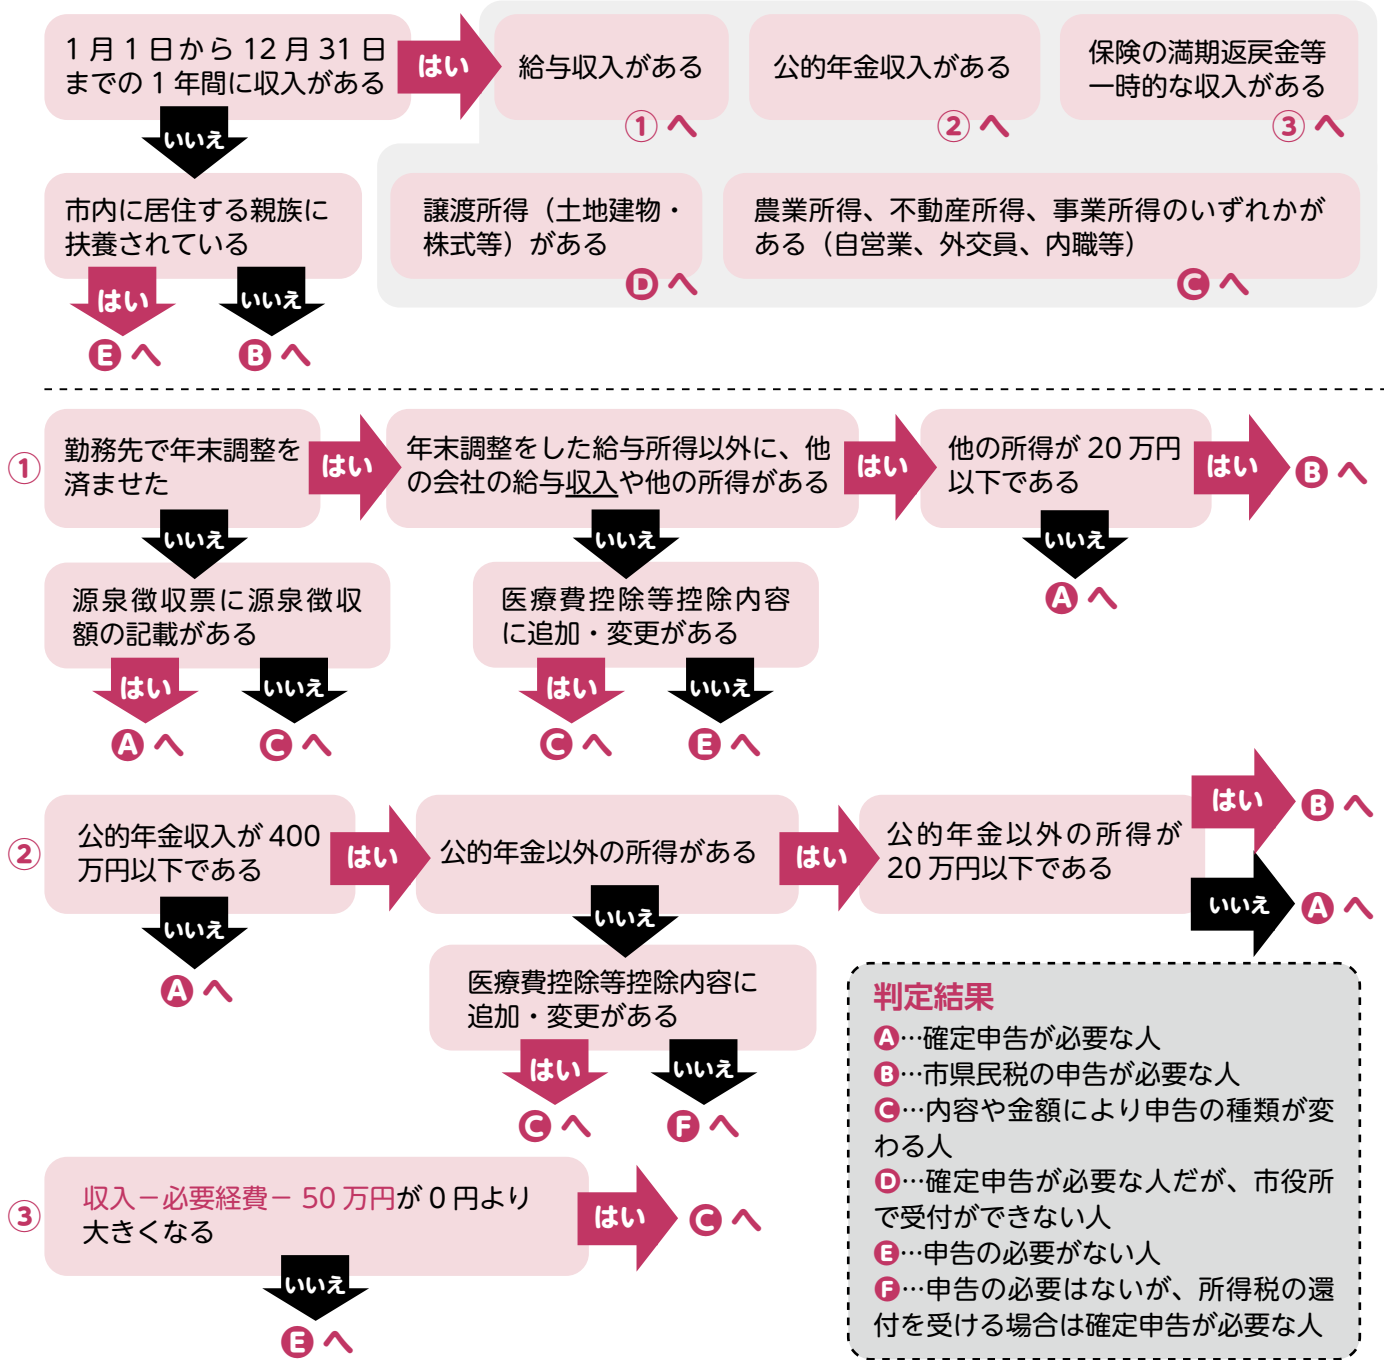 1月1日から12月31日
までの1年間に収入がある
はい
給与収入がある
①へ
公的年金収入がある
②へ
保険の満期返戻金等
一時的な収入がある
③へ
いいえ
市内に居住する親族に
扶養されている
はい
いいえ
Eへ
Bへ
譲渡所得（土地建物・
株式等）がある
Dへ
農業所得、不動産所得、事業所得のいずれかが
ある（自営業、外交員、内職等）
Cへ
①
勤務先で年末調整を
済ませた
はい
年末調整をした給与所得以外に、他
の会社の給与収入や他の所得がある
はい
他の所得が20万円
以下である
はい
Bへ
いいえ
いいえ
いいえ
Aへ
源泉徴収票に源泉徴収
額の記載がある
はい
いいえ
Aへ
Cへ
医療費控除等控除内容
に追加・変更がある
はい
いいえ
Cへ
Eへ
②
公的年金収入が400
万円以下である
はい
公的年金以外の所得がある
はい
公的年金以外の所得が
20万円以下である
はい
Bへ
いいえ
Aへ
いいえ
Aへ
いいえ
医療費控除等控除内容に
追加・変更がある
はい
いいえ
Cへ
Fへ
③
収入－必要経費－50万円が0円より
大きくなる
はい
Cへ
いいえ
Eへ
判定結果
A…確定申告が必要な人
B…市県民税の申告が必要な人
C…内容や金額により申告の種類が変
わる人
D…確定申告が必要な人だが、市役所
で受付ができない人
E…申告の必要がない人
F…申告の必要はないが、所得税の還
付を受ける場合は確定申告が必要な人